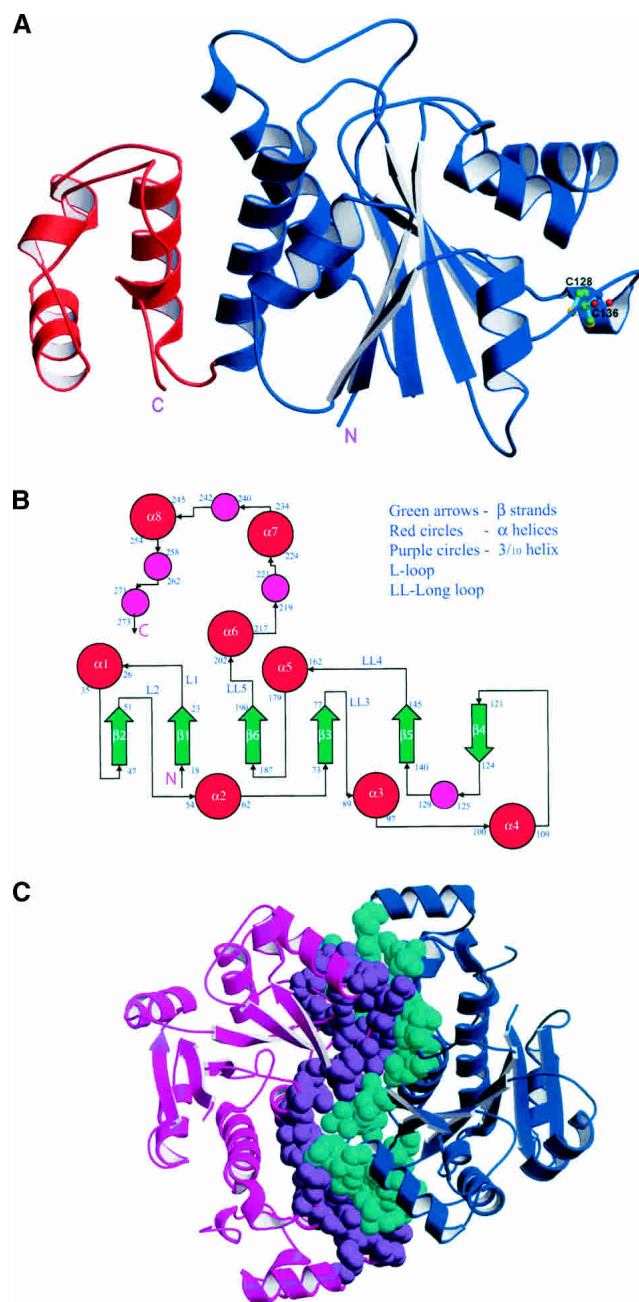 A
C128
C136
C
N
B
Green arrows - β strands
Red circles - α helices
Purple circles - 3/10 helix
L-loop
LL-Long loop
242 240
245 234
α8 α7
254 224
258 221
262 219
271
273
C
α6 217
202
α1 26 L1
35
α5 162 LL4
179
L2 51 23 LL5 190 77 LL3 145 121
β2 β1 β6 β3 β5 β4
47 N 18 187 73 140 124
129 125
54 α2 62
89 α3 97
100 α4 109
C